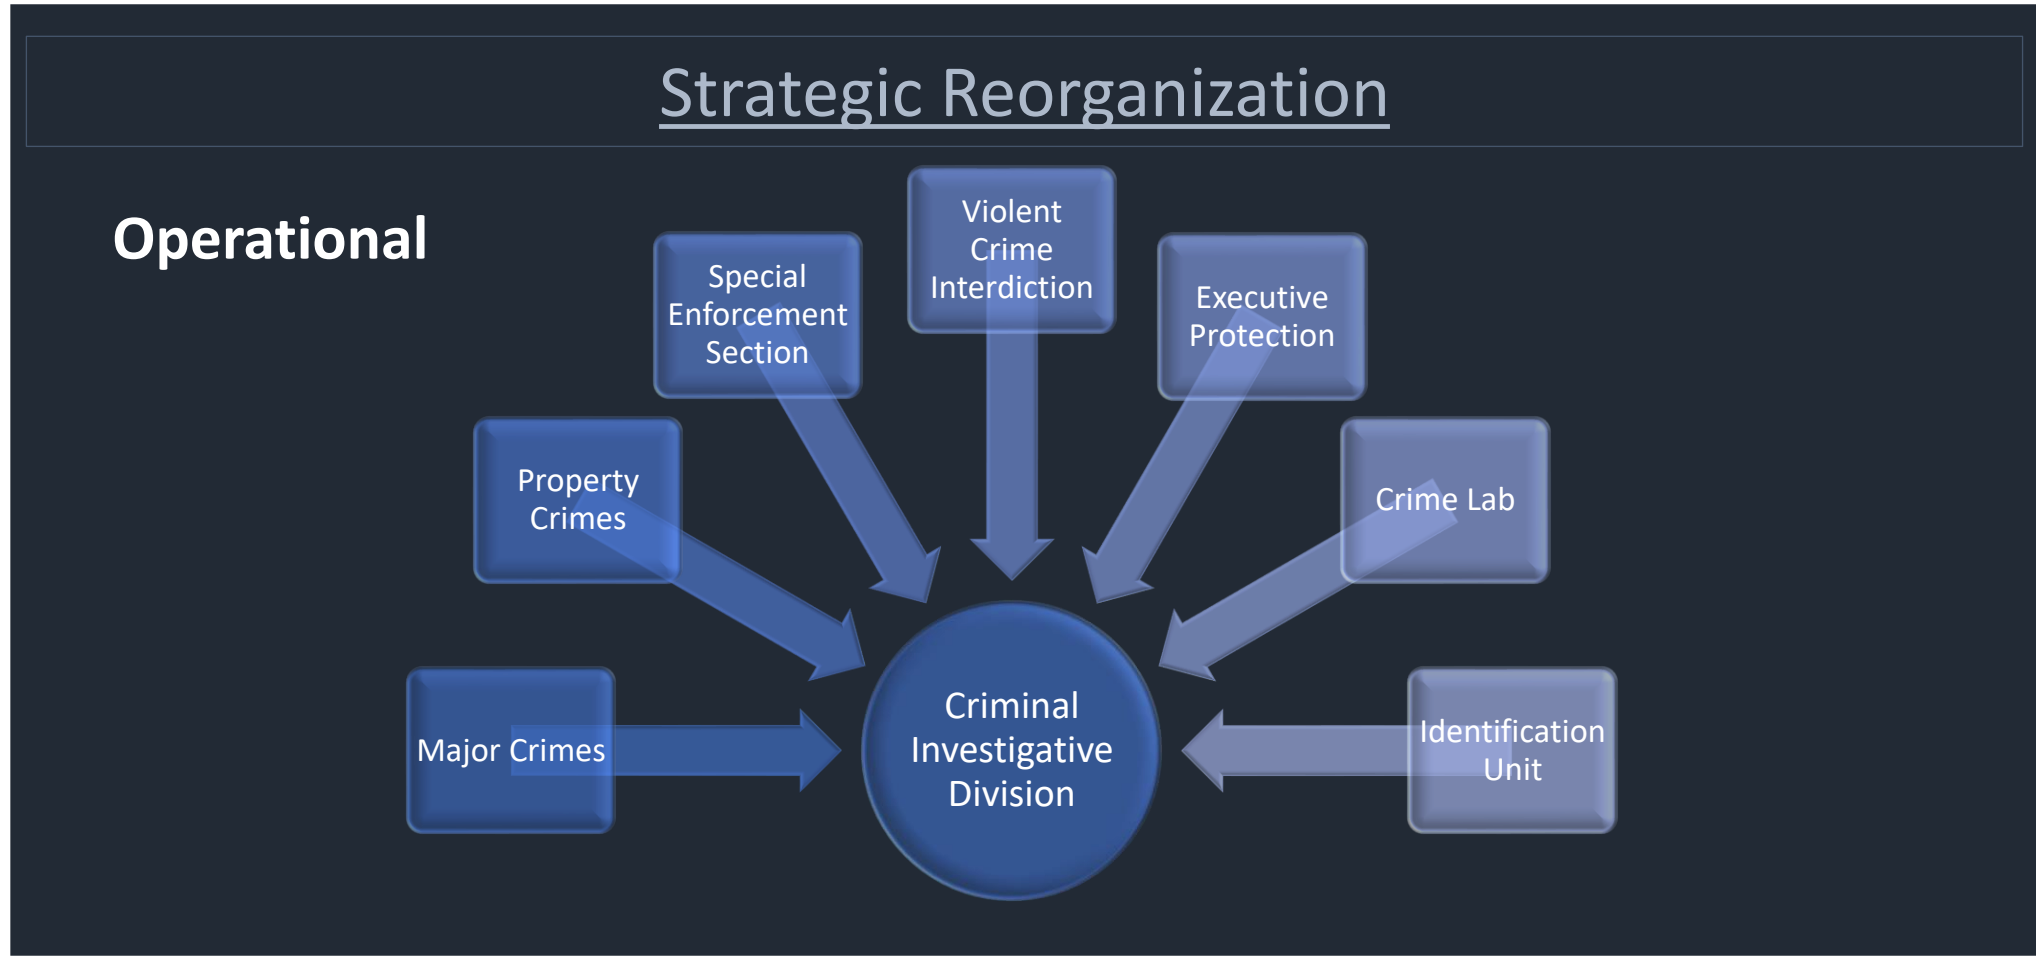 Strategic Reorganization
Operational
Violent
Crime
Interdiction
Special
Enforcement
Section
Executive
Protection
Property
Crimes
Crime Lab
Major Crimes
Criminal
Investigative
Division
Identification
Unit